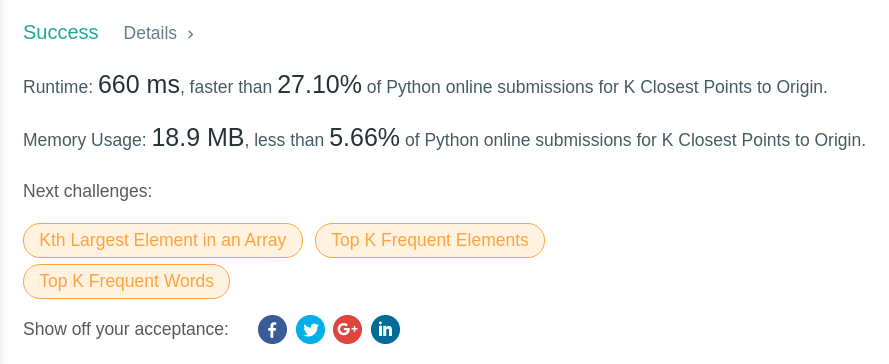 Success Details >
Runtime: 660 ms, faster than 27.10% of Python online submissions for K Closest Points to Origin.
Memory Usage: 18.9 MB, less than 5.66% of Python online submissions for K Closest Points to Origin.
Next challenges:
Kth Largest Element in an Array Top K Frequent Elements
Top K Frequent Words
Show off your acceptance: f G+ in